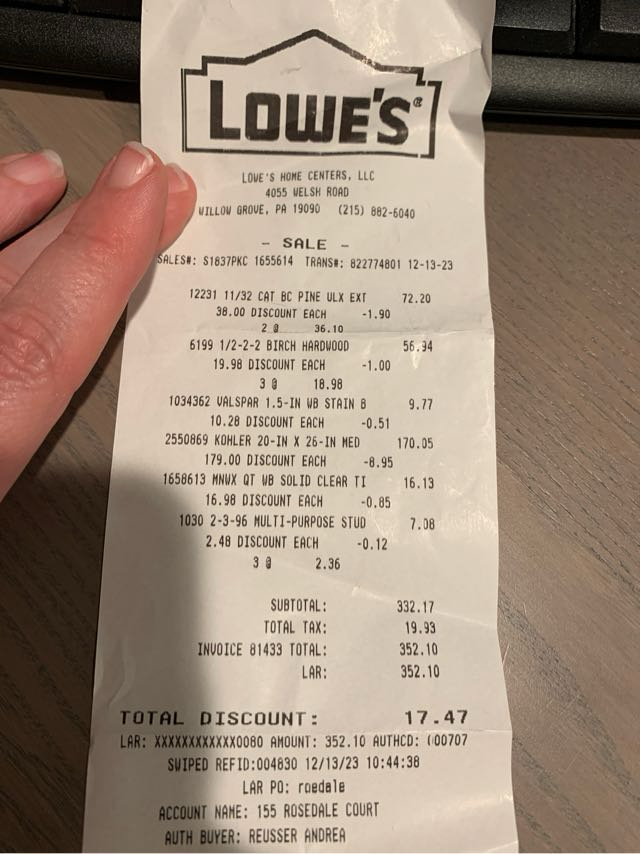 LOWE'S®
LOWE'S HOME CENTERS, LLC
4055 WELSH ROAD
WILLOW GROVE, PA 19090 (215) 882-6040
- SALE -
SALES#: S1837PKC 1655614 TRANS#: 822774801 12-13-23
12231 11/32 CAT BC PINE ULX EXT 72.20
38.00 DISCOUNT EACH -1.90
2 @ 36.10
6199 1/2-2-2 BIRCH HARDWOOD 56.94
19.98 DISCOUNT EACH -1.00
3 @ 18.98
1034362 VALSPAR 1.5-IN WB STAIN B 9.77
10.28 DISCOUNT EACH -0.51
2550869 KOHLER 20-IN X 26-IN MED 170.05
179.00 DISCOUNT EACH -8.95
1658613 MNWX QT WB SOLID CLEAR TI 16.13
16.98 DISCOUNT EACH -0.85
1030 2-3-96 MULTI-PURPOSE STUD 7.08
2.48 DISCOUNT EACH -0.12
3 @ 2.36
SUBTOTAL: 332.17
TOTAL TAX: 19.93
INVOICE 81433 TOTAL: 352.10
LAR: 352.10
TOTAL DISCOUNT: 17.47
LAR: XXXXXXXXXXXX0080 AMOUNT: 352.10 AUTHCD: 000707
SWIPED REFID:004830 12/13/23 10:44:38
LAR PO: roedale
ACCOUNT NAME: 155 ROSEDALE COURT
AUTH BUYER: REUSSER ANDREA